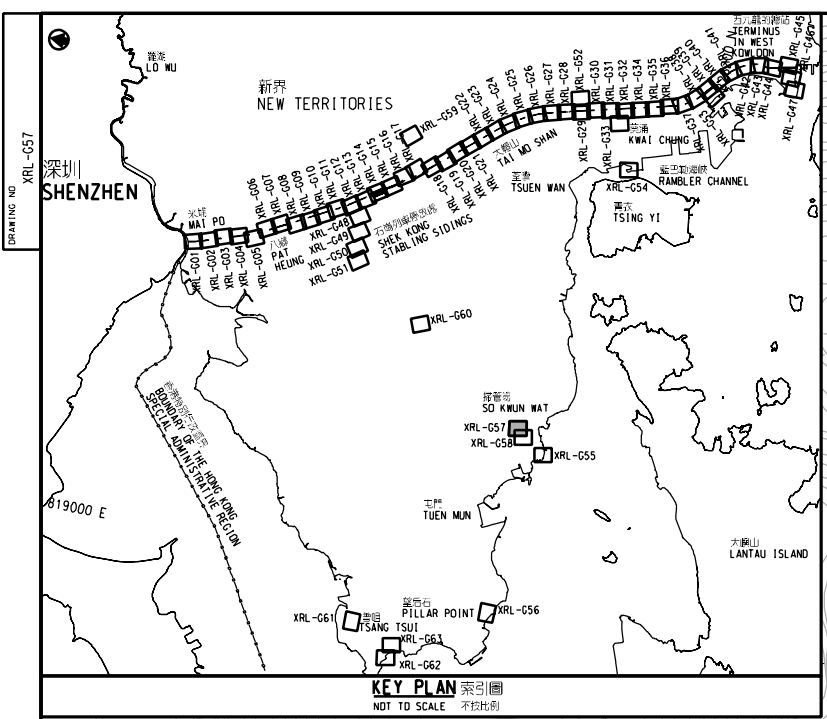 DRAWING NO
XRL-G57
羅湖
LO WU
新界
NEW TERRITORIES
深圳
SHENZHEN
米埔
MAI PO
八鄉
PAT
HEUNG
石崗列車停放處
SHEK KONG
STABLING SIDINGS
大帽山
TAI MO SHAN
荃灣
TSUEN WAN
葵涌
KWAI CHUNG
藍巴勒海峽
RAMBLER CHANNEL
青衣
TSING YI
西九龍的總站
TERMINUS
IN WEST
KOWLOON
XRL-G01
XRL-G02
XRL-G03
XRL-G04
XRL-G05
XRL-G06
XRL-G07
XRL-G08
XRL-G09
XRL-G10
XRL-G11
XRL-G12
XRL-G13
XRL-G14
XRL-G15
XRL-G16
XRL-G17
XRL-G18
XRL-G19
XRL-G20
XRL-G21
XRL-G22
XRL-G23
XRL-G24
XRL-G25
XRL-G26
XRL-G27
XRL-G28
XRL-G52
XRL-G29
XRL-G30
XRL-G31
XRL-G32
XRL-G33
XRL-G34
XRL-G35
XRL-G36
XRL-G37
XRL-G39
XRL-G40
XRL-G41
XRL-G42
XRL-G43
XRL-G44
XRL-G45
XRL-G46
XRL-G47
XRL-G53
XRL-G54
XRL-G59
XRL-G48
XRL-G49
XRL-G50
XRL-G51
XRL-G60
香港特別行政區界
BOUNDARY OF THE HONG KONG
SPECIAL ADMINISTRATIVE REGION
819000 E
掃管笏
SO KWUN WAT
XRL-G57
XRL-G58
XRL-G55
屯門
TUEN MUN
大嶼山
LANTAU ISLAND
望后石
PILLAR POINT
XRL-G56
XRL-G61
曾咀
TSANG TSUI
XRL-G63
XRL-G62
KEY PLAN 索引圖
NOT TO SCALE 不按比例